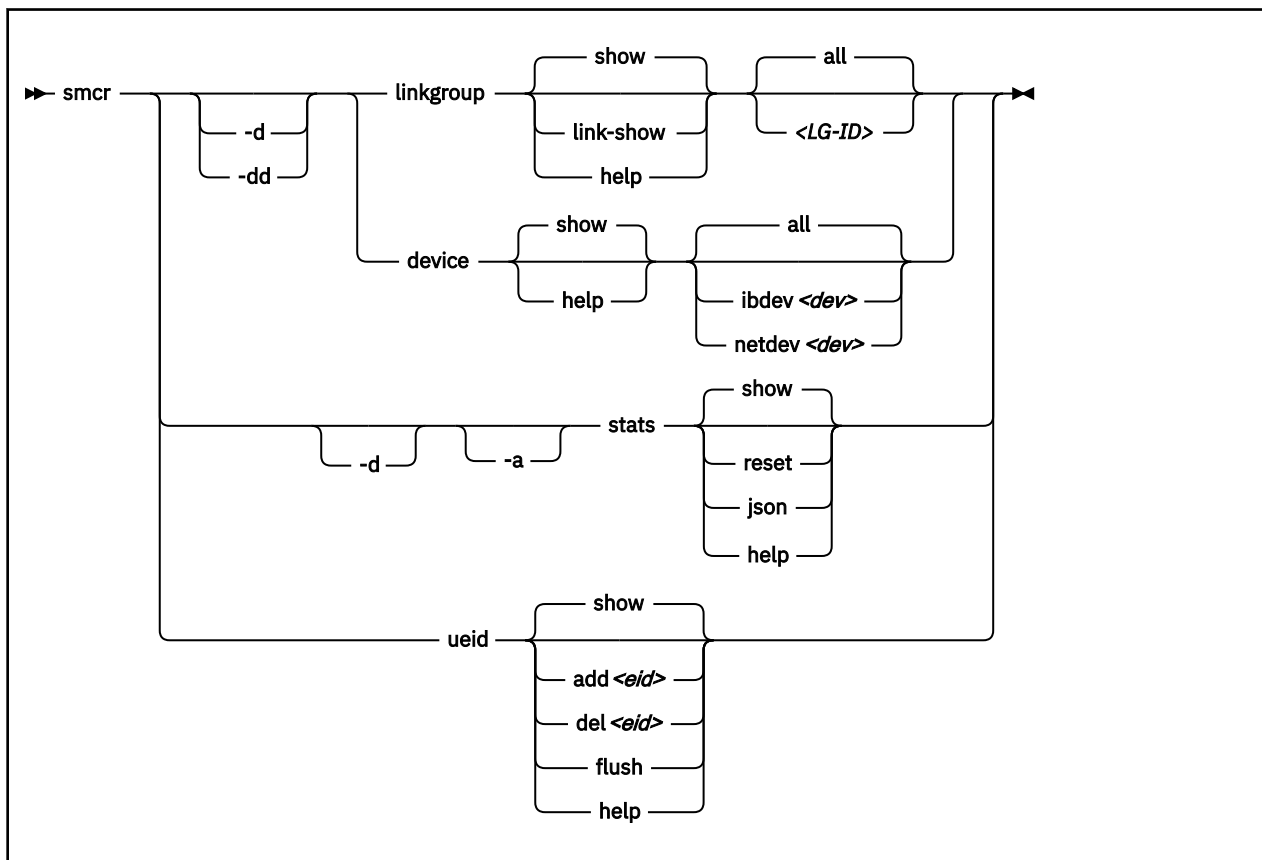 show all
smcr linkgroup
-d link-show <LG-ID>
-dd help
show all
device
help ibdev <dev>
netdev <dev>
show
stats
-d -a reset
json
help
show
ueid
add <eid>
del <eid>
flush
help